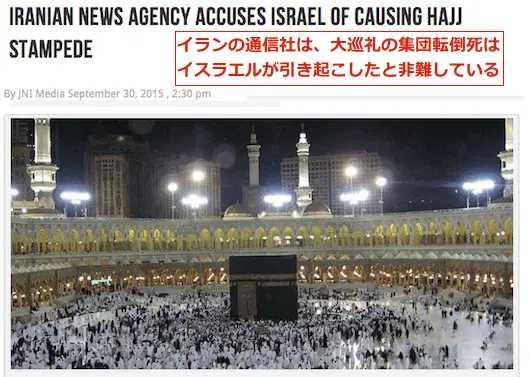 IRANIAN NEWS AGENCY ACCUSES ISRAEL OF CAUSING HAJJ
STAMPEDE
イランの通信社は、大巡礼の集団転倒死は
イスラエルが引き起こしたと非難している
By JNI Media September 30, 2015 , 2:30 pm